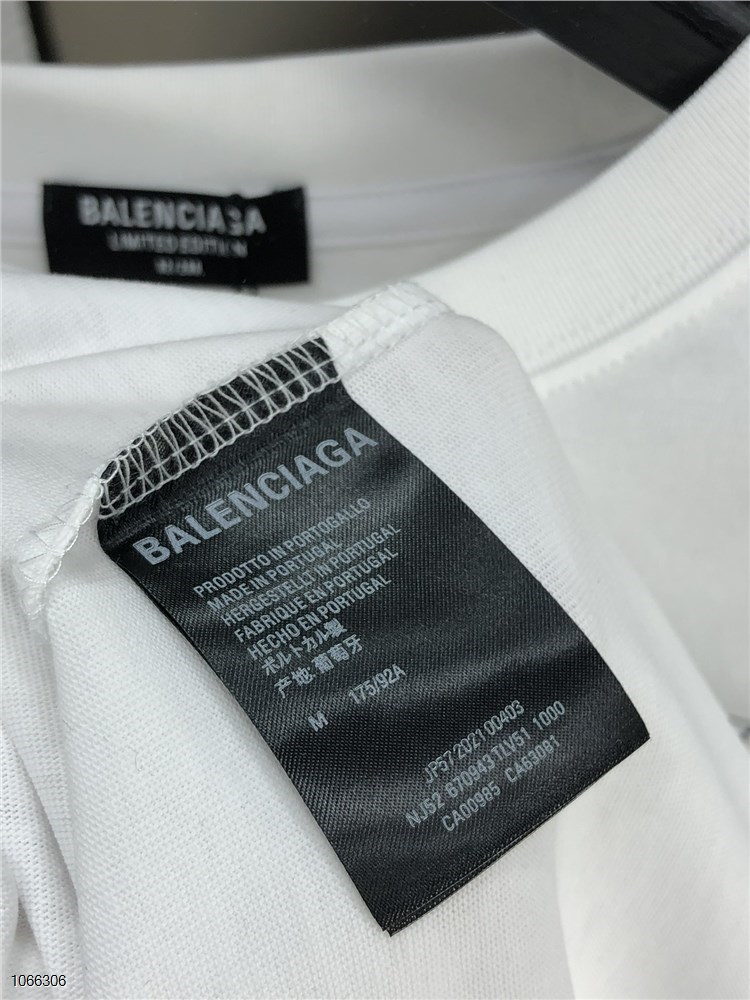 BALENCIAGA
LIMITED EDITION
BALENCIAGA
PRODOTTO IN PORTOGALLO
MADE IN PORTUGAL
HERGESTELLT IN PORTUGAL
FABRIQUE EN PORTUGAL
HECHO EN PORTUGAL
ポルトカル製
产地:葡萄牙
M 175/92A
JP57 2021 00403
NJ52 670943 TLV51 1000
CA00985 CA63081
1066306